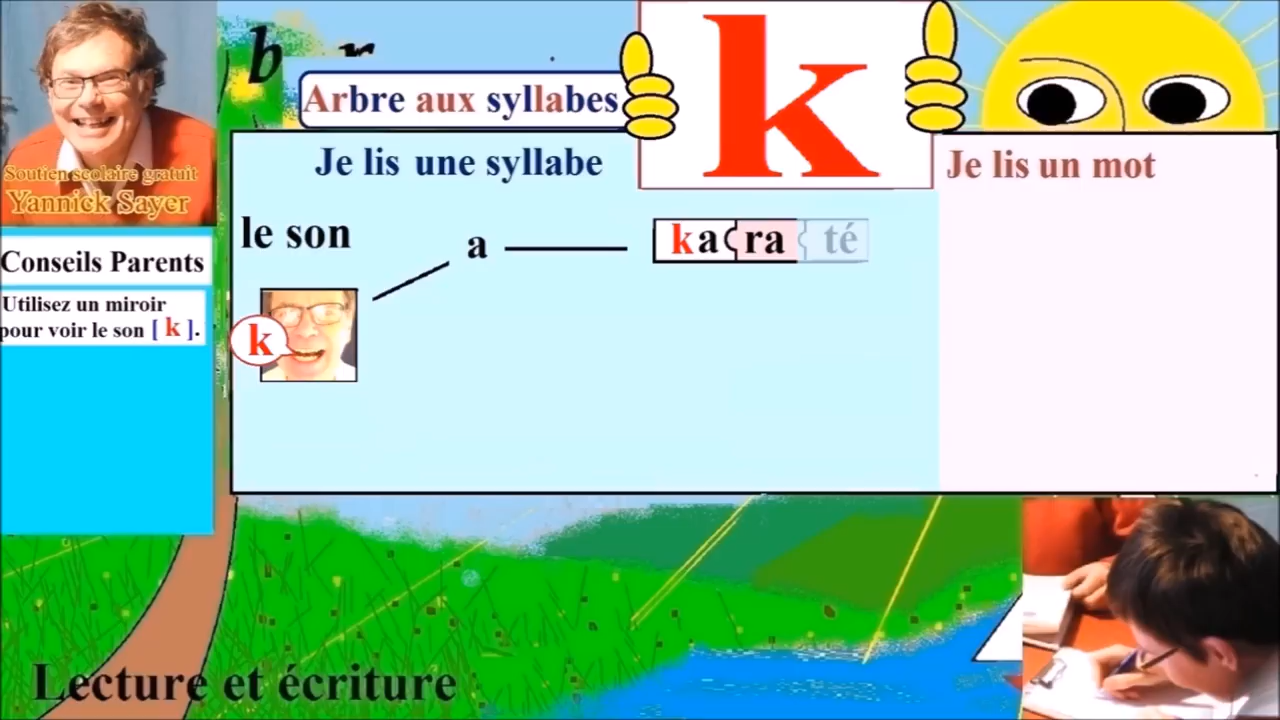 b r
k
Arbre aux syllabes
Je lis une syllabe
Je lis un mot
Soutien scolaire gratuit
Yannick Sayer
le son
a
ka ra té
k
Conseils Parents
Utilisez un miroir
pour voir le son [ k ].
Lecture et écriture